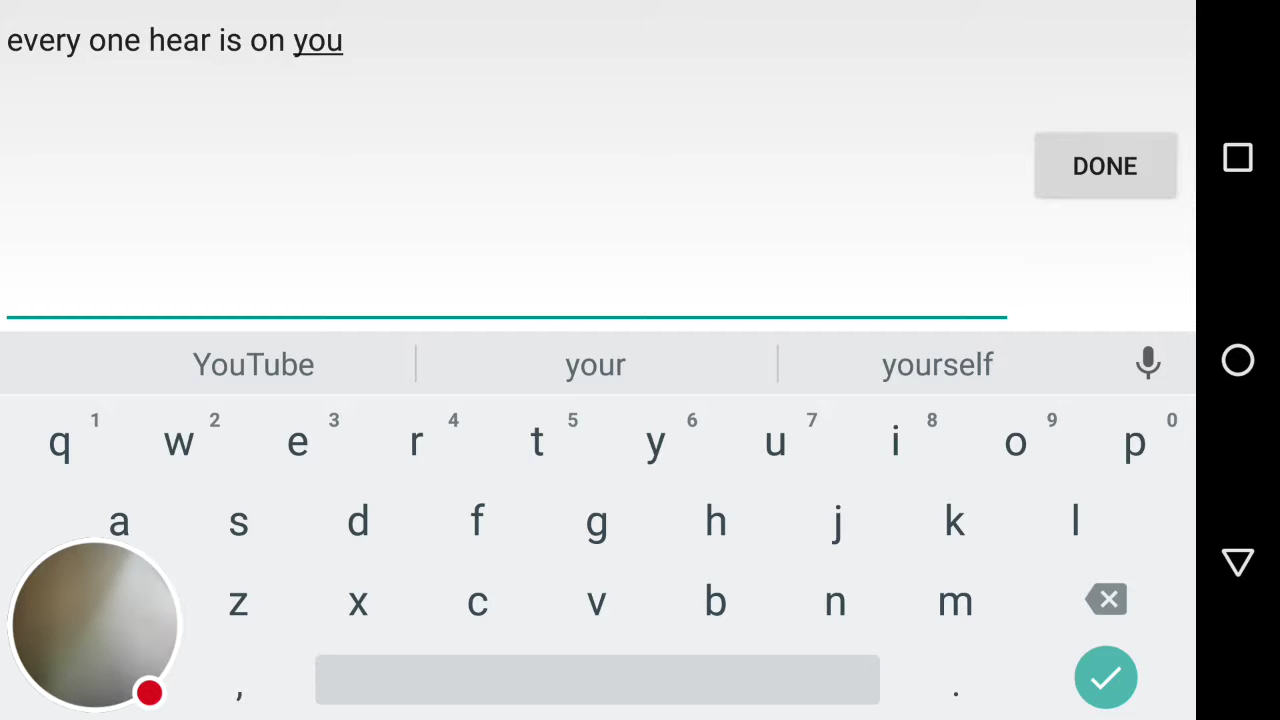 every one hear is on you
DONE
YouTube your yourself
1 2 3 4 5 6 7 8 9 0
q w e r t y u i o p
a s d f g h j k l
z x c v b n m
, .